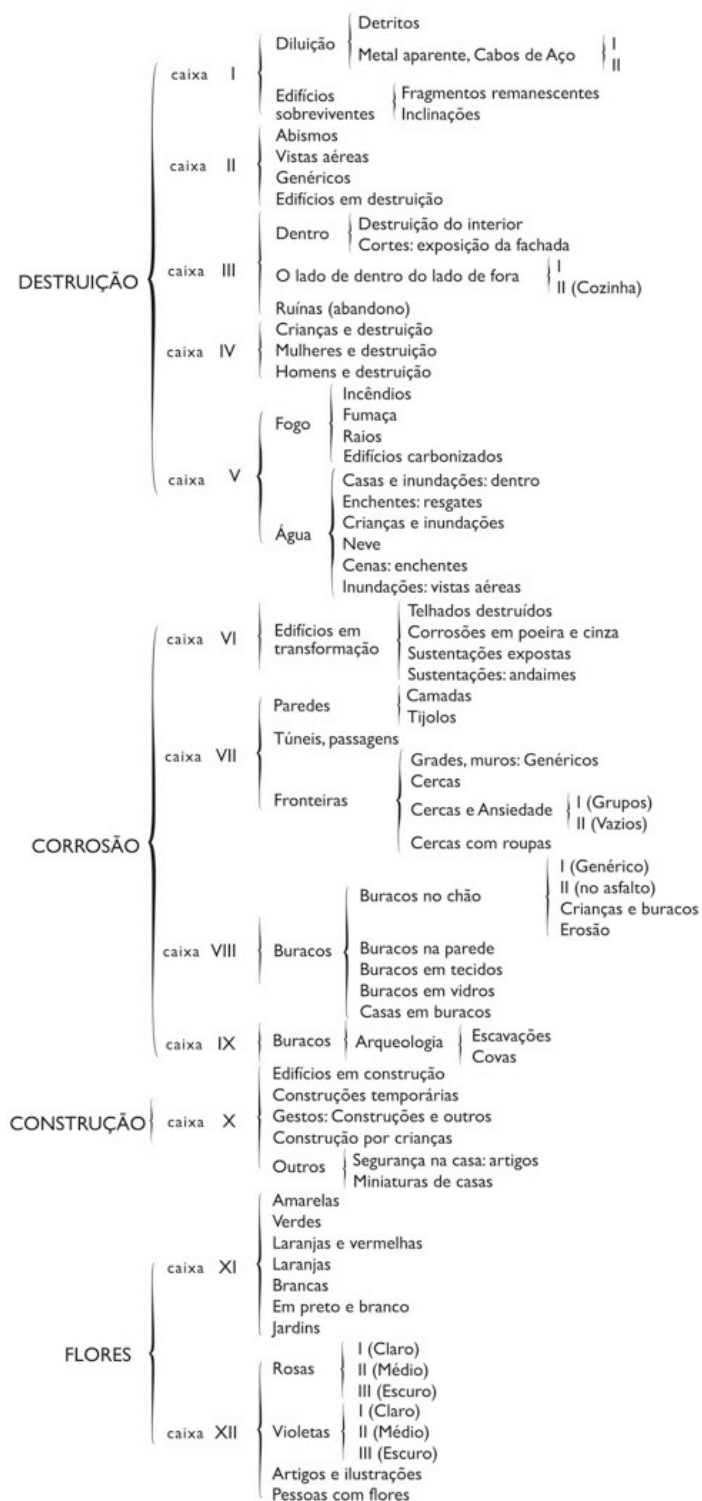 DESTRUIÇÃO
caixa I
Diluição
Detritos
Metal aparente, Cabos de Aço
I
II
Edifícios
sobreviventes
Fragmentos remanescentes
Inclinações
caixa II
Abismos
Vistas aéreas
Genéricos
Edifícios em destruição
caixa III
Dentro
Destruição do interior
Cortes: exposição da fachada
O lado de dentro do lado de fora
I
II (Cozinha)
Ruínas (abandono)
caixa IV
Crianças e destruição
Mulheres e destruição
Homens e destruição
caixa V
Fogo
Incêndios
Fumaça
Raios
Edifícios carbonizados
Água
Casas e inundações: dentro
Enchentes: resgates
Crianças e inundações
Neve
Cenas: enchentes
Inundações: vistas aéreas
CORROSÃO
caixa VI
Edifícios em
transformação
Telhados destruídos
Corrosões em poeira e cinza
Sustentações expostas
Sustentações: andaimes
caixa VII
Paredes
Camadas
Tijolos
Túneis, passagens
Fronteiras
Grades, muros: Genéricos
Cercas
Cercas e Ansiedade
I (Grupos)
II (Vazios)
Cercas com roupas
caixa VIII
Buracos
Buracos no chão
I (Genérico)
II (no asfalto)
Crianças e buracos
Erosão
Buracos na parede
Buracos em tecidos
Buracos em vidros
Casas em buracos
caixa IX
Buracos
Arqueologia
Escavações
Covas
CONSTRUÇÃO
caixa X
Edifícios em construção
Construções temporárias
Gestos: Construções e outros
Construção por crianças
Outros
Segurança na casa: artigos
Miniaturas de casas
FLORES
caixa XI
Amarelas
Verdes
Laranjas e vermelhas
Laranjas
Brancas
Em preto e branco
Jardins
caixa XII
Rosas
I (Claro)
II (Médio)
III (Escuro)
Violetas
I (Claro)
II (Médio)
III (Escuro)
Artigos e ilustrações
Pessoas com flores